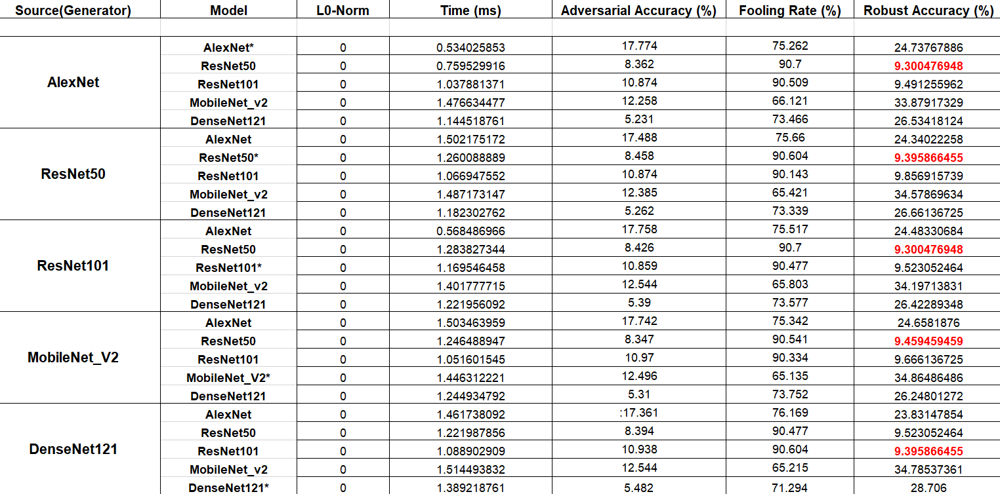 Source(Generator) Model L0-Norm Time (ms) Adversarial Accuracy (%) Fooling Rate (%) Robust Accuracy (%)
AlexNet
AlexNet* 0 0.534025853 17.774 75.262 24.73767886
ResNet50 0 0.759529916 8.362 90.7 9.300476948
ResNet101 0 1.037881371 10.874 90.509 9.491255962
MobileNet_v2 0 1.476634477 12.258 66.121 33.87917329
DenseNet121 0 1.144518761 5.231 73.466 26.53418124
ResNet50
AlexNet 0 1.502175172 17.488 75.66 24.34022258
ResNet50* 0 1.260088889 8.458 90.604 9.395866455
ResNet101 0 1.066947552 10.874 90.143 9.856915739
MobileNet_v2 0 1.487173147 12.385 65.421 34.57869634
DenseNet121 0 1.182302762 5.262 73.339 26.66136725
ResNet101
AlexNet 0 0.568486966 17.758 75.517 24.48330684
ResNet50 0 1.283827344 8.426 90.7 9.300476948
ResNet101* 0 1.169546458 10.859 90.477 9.523052464
MobileNet_v2 0 1.401777715 12.544 65.803 34.19713831
DenseNet121 0 1.221956092 5.39 73.577 26.42289348
MobileNet_V2
AlexNet 0 1.503463959 17.742 75.342 24.6581876
ResNet50 0 1.246488947 8.347 90.541 9.459459459
ResNet101 0 1.051601545 10.97 90.334 9.666136725
MobileNet_V2* 0 1.446312221 12.496 65.135 34.86486486
DenseNet121 0 1.244934792 5.31 73.752 26.24801272
DenseNet121
AlexNet 0 1.461738092 :17.361 76.169 23.83147854
ResNet50 0 1.221987856 8.394 90.477 9.523052464
ResNet101 0 1.088902909 10.938 90.604 9.395866455
MobileNet_v2 0 1.514493832 12.544 65.215 34.78537361
DenseNet121* 0 1.389218761 5.482 71.294 28.706